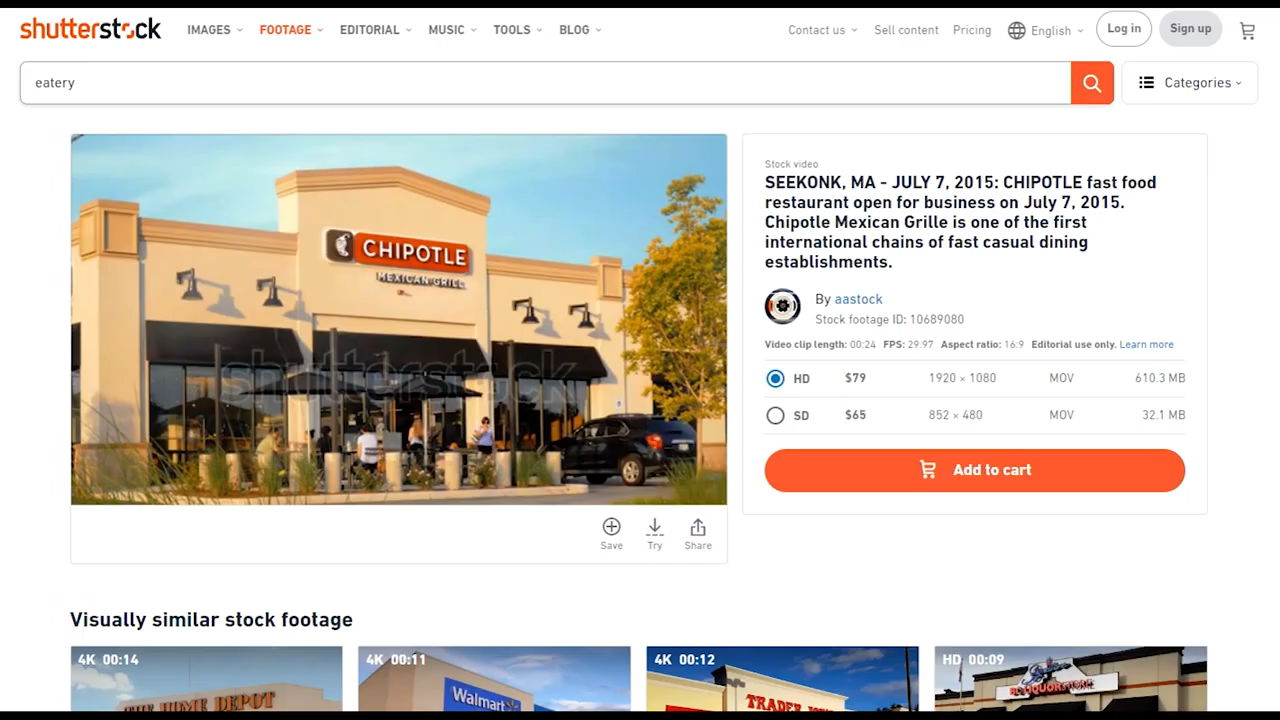 shutterstock
IMAGES
FOOTAGE
EDITORIAL
MUSIC
TOOLS
BLOG
Contact us
Sell content
Pricing
English
Log in
Sign up
eatery
Categories
CHIPOTLE
MEXICAN GRILL
shutterstock
Stock video
SEEKONK, MA - JULY 7, 2015: CHIPOTLE fast food
restaurant open for business on July 7, 2015.
Chipotle Mexican Grille is one of the first
international chains of fast casual dining
establishments.
By aastock
Stock footage ID: 10689080
Video clip length: 00:24 FPS: 29.97 Aspect ratio: 16:9 Editorial use only. Learn more
HD $79 1920 × 1080 MOV 610.3 MB
SD $65 852 × 480 MOV 32.1 MB
Add to cart
Save
Try
Share
Visually similar stock footage
4K 00:14
4K 00:11
4K 00:12
HD 00:09
THE HOME DEPOT
Walmart
TRADER